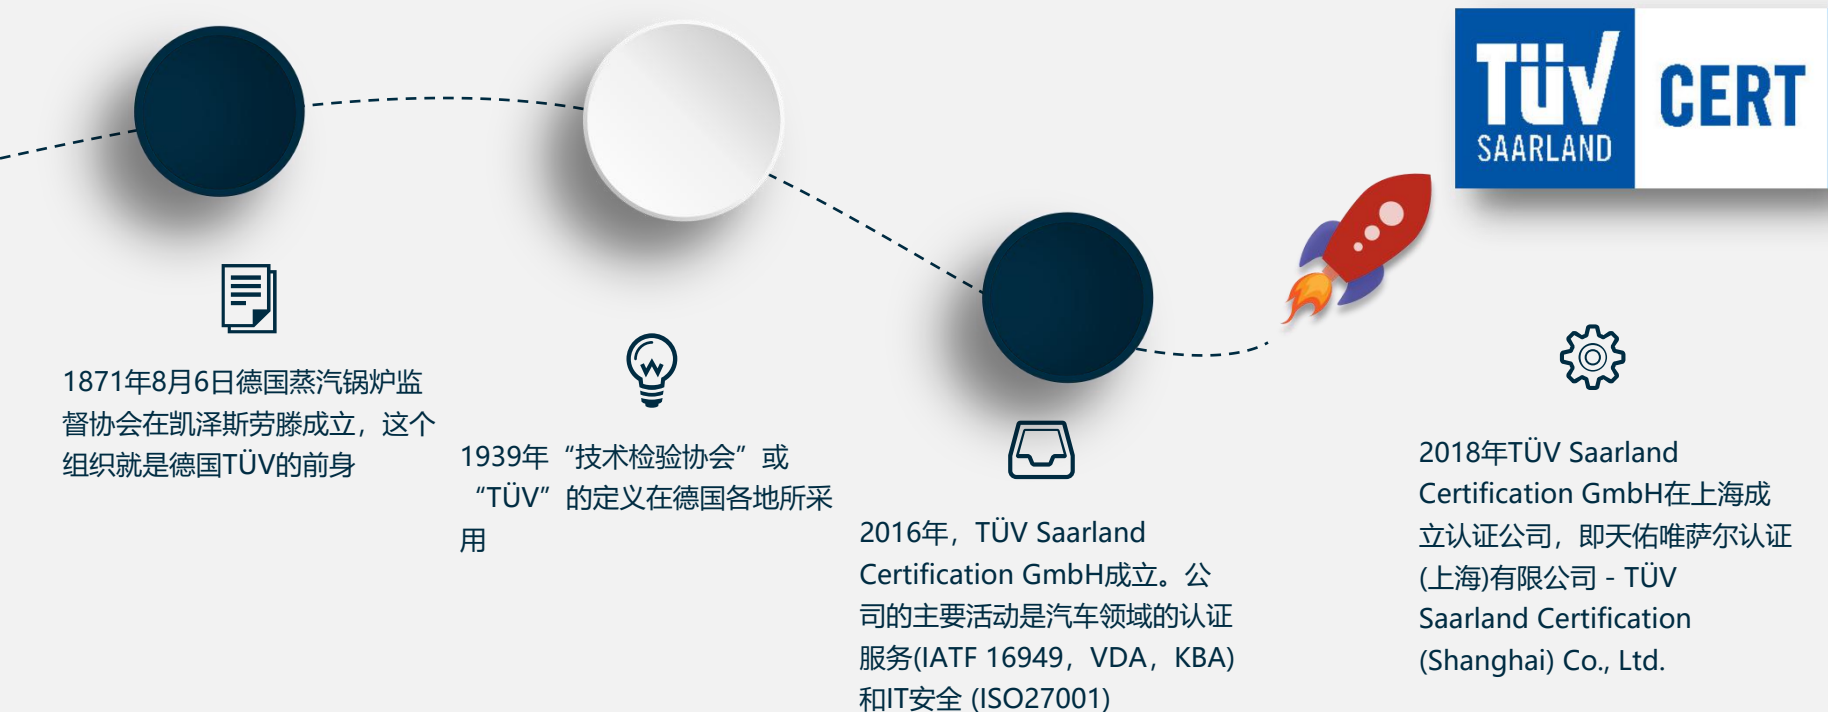 TÜV
SAARLAND
CERT
1871年8月6日德国蒸汽锅炉监
督协会在凯泽斯劳滕成立，这个
组织就是德国TÜV的前身
1939年“技术检验协会”或
“TÜV”的定义在德国各地所采
用
2016年，TÜV Saarland
Certification GmbH成立。公
司的主要活动是汽车领域的认证
服务(IATF 16949，VDA，KBA)
和IT安全 (ISO27001)
2018年TÜV Saarland
Certification GmbH在上海成
立认证公司，即天佑唯萨尔认证
(上海)有限公司 - TÜV
Saarland Certification
(Shanghai) Co., Ltd.